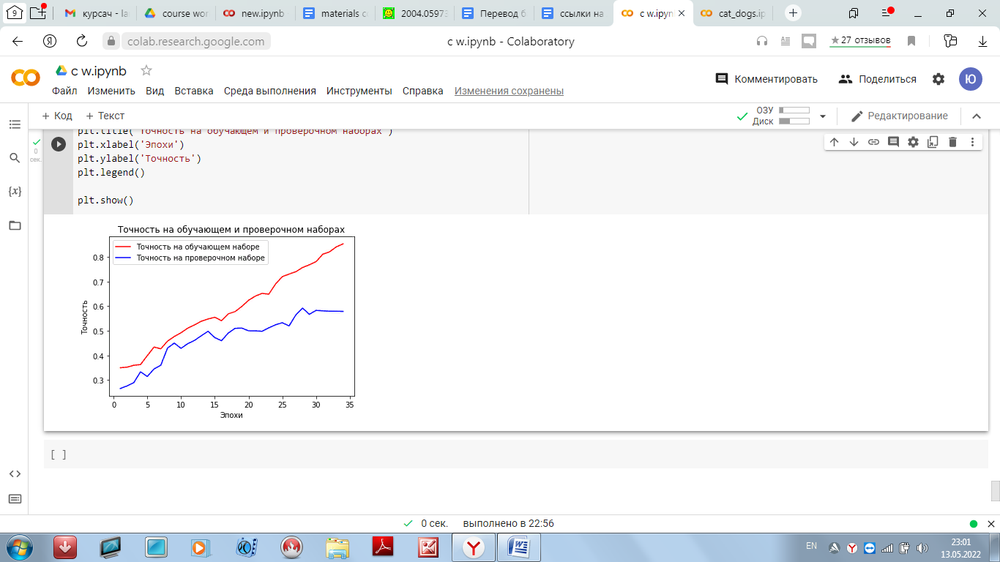 9
курсач - la
course wor
new.ipynb
materials co
2004.05973
Перевод б
ссылки на
c w.ipyn
cat_dogs.ip
colab.research.google.com
c w.ipynb - Colaboratory
27 отзывов
c w.ipynb
Файл Изменить Вид Вставка Среда выполнения Инструменты Справка Изменения сохранены
Комментировать
Поделиться
Ю
+ Код + Текст
ОЗУ
Диск
Редактирование
0
сек.
plt.title('Точность на обучающем и проверочном наборах')
plt.xlabel('Эпохи')
plt.ylabel('Точность')
plt.legend()
plt.show()
Точность на обучающем и проверочном наборах
Точность на обучающем наборе
Точность на проверочном наборе
0.8
0.7
0.6
0.5
0.4
0.3
Точность
0 5 10 15 20 25 30 35
Эпохи
[ ]
0 сек. выполнено в 22:56
EN
23:01
13.05.2022